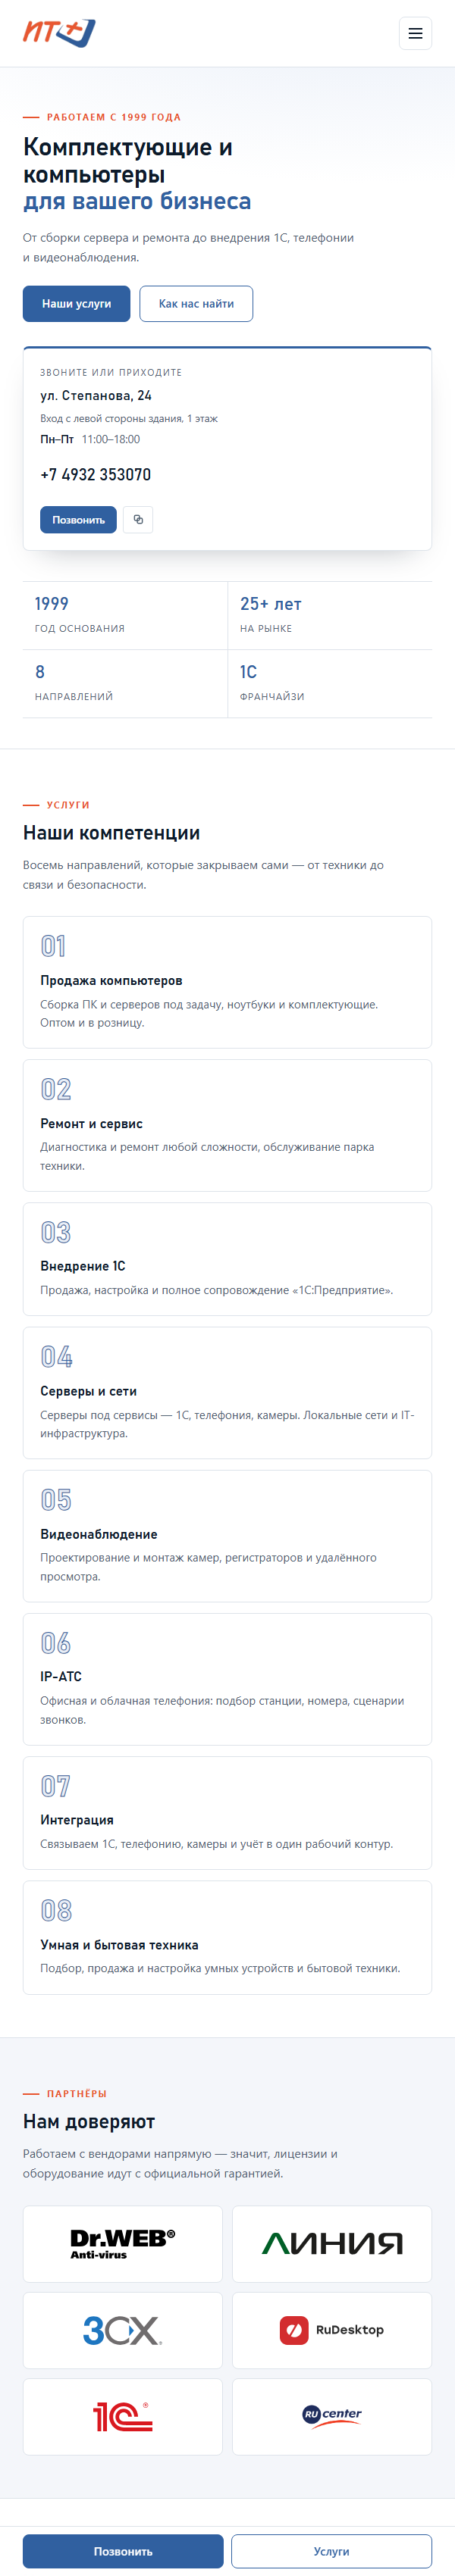 ИТ+
РАБОТАЕМ С 1999 ГОДА
Комплектующие и
компьютеры
для вашего бизнеса
От сборки сервера и ремонта до внедрения 1С, телефонии
и видеонаблюдения.
Наши услуги
Как нас найти
ЗВОНИТЕ ИЛИ ПРИХОДИТЕ
ул. Степанова, 24
Вход с левой стороны здания, 1 этаж
Пн–Пт 11:00–18:00
+7 4932 353070
Позвонить
1999
ГОД ОСНОВАНИЯ
25+ лет
НА РЫНКЕ
8
НАПРАВЛЕНИЙ
1С
ФРАНЧАЙЗИ
УСЛУГИ
Наши компетенции
Восемь направлений, которые закрываем сами — от техники до
связи и безопасности.
01
Продажа компьютеров
Сборка ПК и серверов под задачу, ноутбуки и комплектующие.
Оптом и в розницу.
02
Ремонт и сервис
Диагностика и ремонт любой сложности, обслуживание парка
техники.
03
Внедрение 1С
Продажа, настройка и полное сопровождение «1С:Предприятие».
04
Серверы и сети
Серверы под сервисы — 1С, телефония, камеры. Локальные сети и IT-
инфраструктура.
05
Видеонаблюдение
Проектирование и монтаж камер, регистраторов и удалённого
просмотра.
06
IP-АТС
Офисная и облачная телефония: подбор станции, номера, сценарии
звонков.
07
Интеграция
Связываем 1С, телефонию, камеры и учёт в один рабочий контур.
08
Умная и бытовая техника
Подбор, продажа и настройка умных устройств и бытовой техники.
ПАРТНЁРЫ
Нам доверяют
Работаем с вендорами напрямую — значит, лицензии и
оборудование идут с официальной гарантией.
Dr.WEB®
Anti-virus
ЛИНИЯ
3CX®
RuDesktop
1С®
RU center
Позвонить
Услуги